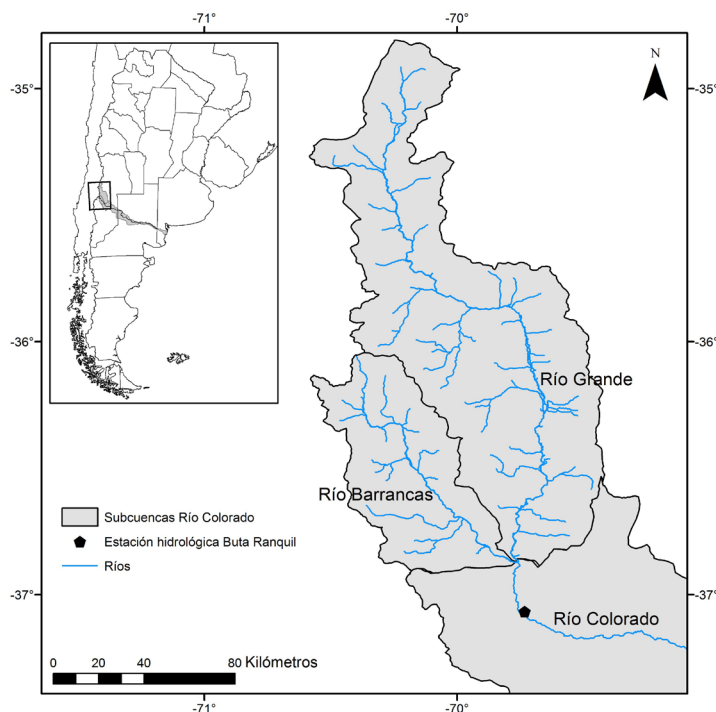 -71°
-70°
-35°
-35°
N
-36°
-36°
Río Grande
Río Barrancas
Subcuencas Río Colorado
Estación hidrológica Buta Ranquil
Ríos
-37°
-37°
Río Colorado
0 20 40 80 Kilómetros
-71°
-70°